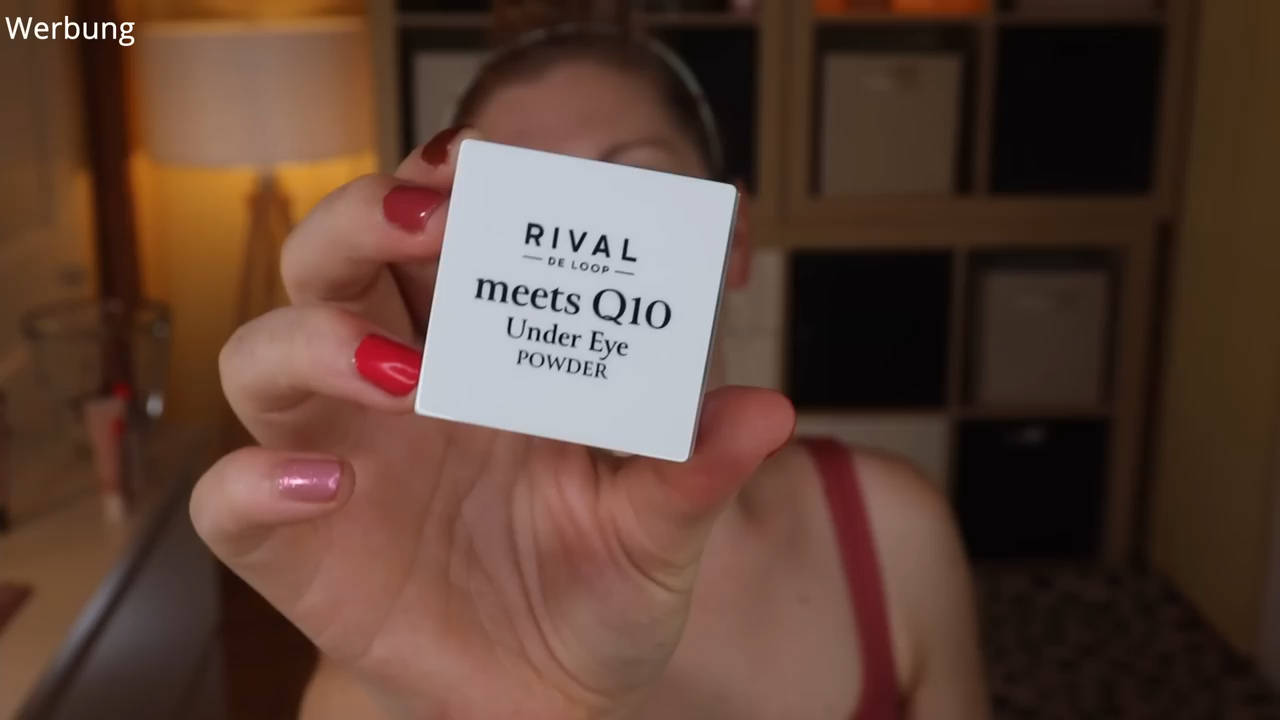 Werbung
RIVAL
DE LOOP
meets Q10
Under Eye
POWDER